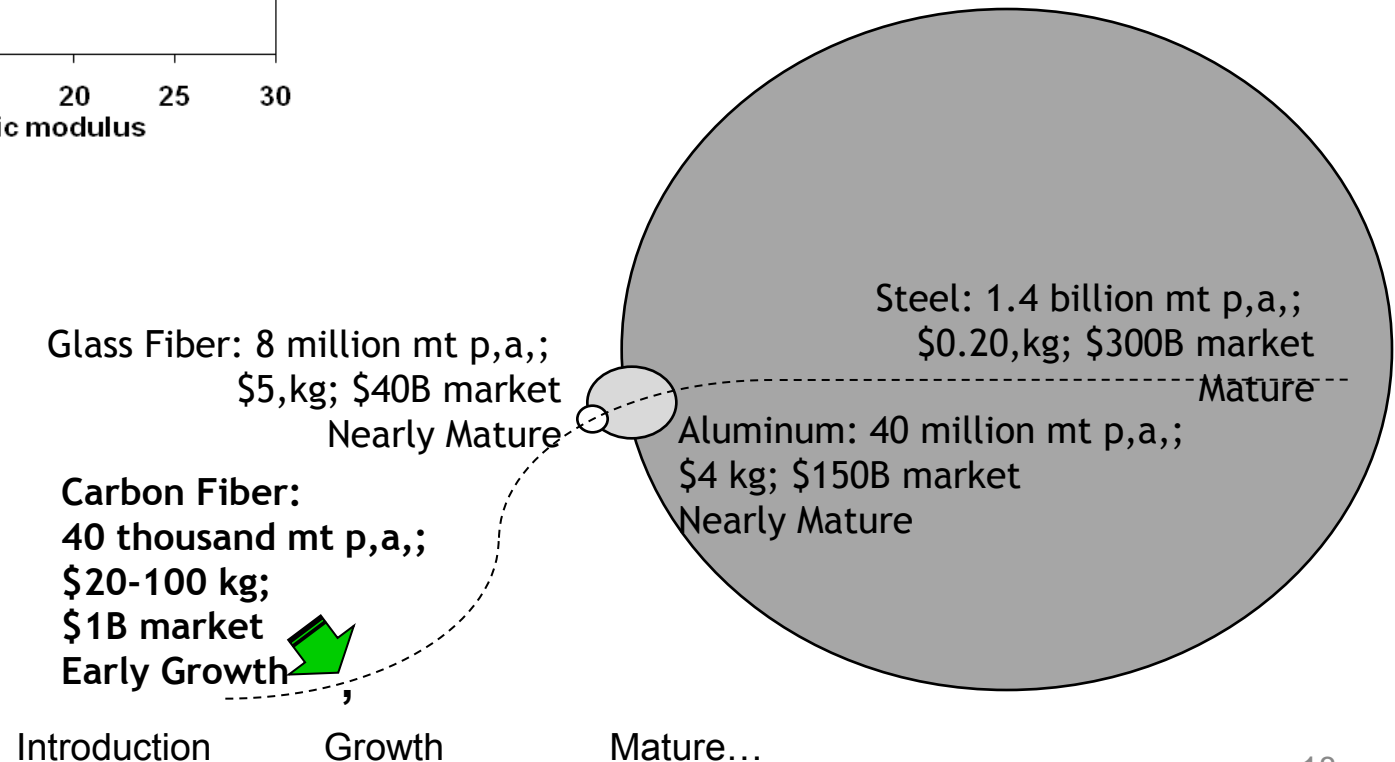 20 25 30
ic modulus
Steel: 1.4 billion mt p,a,;
$0.20,kg; $300B market
Mature
Glass Fiber: 8 million mt p,a,;
$5,kg; $40B market
Nearly Mature
Aluminum: 40 million mt p,a,;
$4 kg; $150B market
Nearly Mature
Carbon Fiber:
40 thousand mt p,a,;
$20-100 kg;
$1B market
Early Growth
,
Introduction Growth Mature…